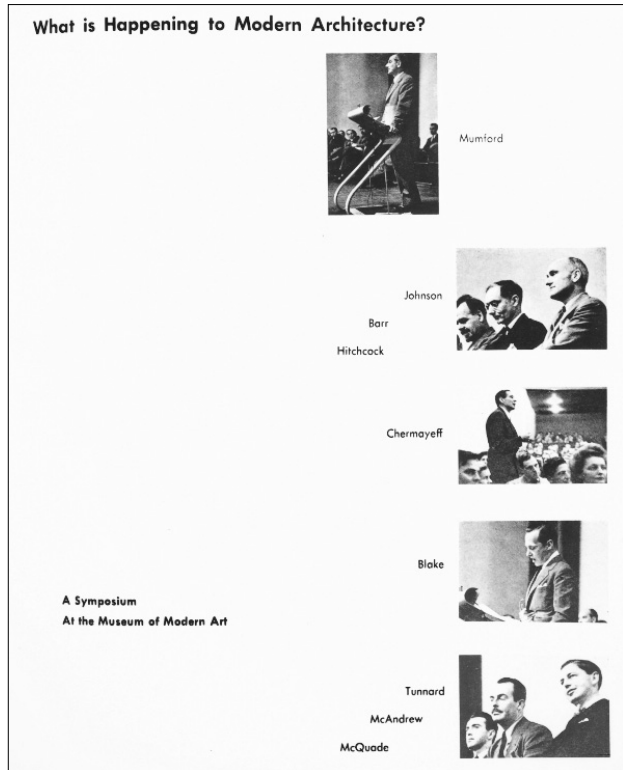 What is Happening to Modern Architecture?
Mumford
Johnson
Barr
Hitchcock
Chermayeff
Blake
A Symposium
At the Museum of Modern Art
Tunnard
McAndrew
McQuade